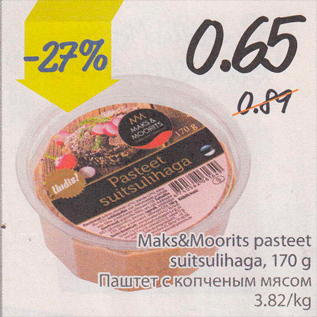 -27%
0.65
0.89
MAKS &
MOORITS
170 g
Uudis!
Pasteet
suitsulihaga
Maks&Moorits pasteet
suitsulihaga, 170 g
Паштет с копченым мясом
3.82/kg